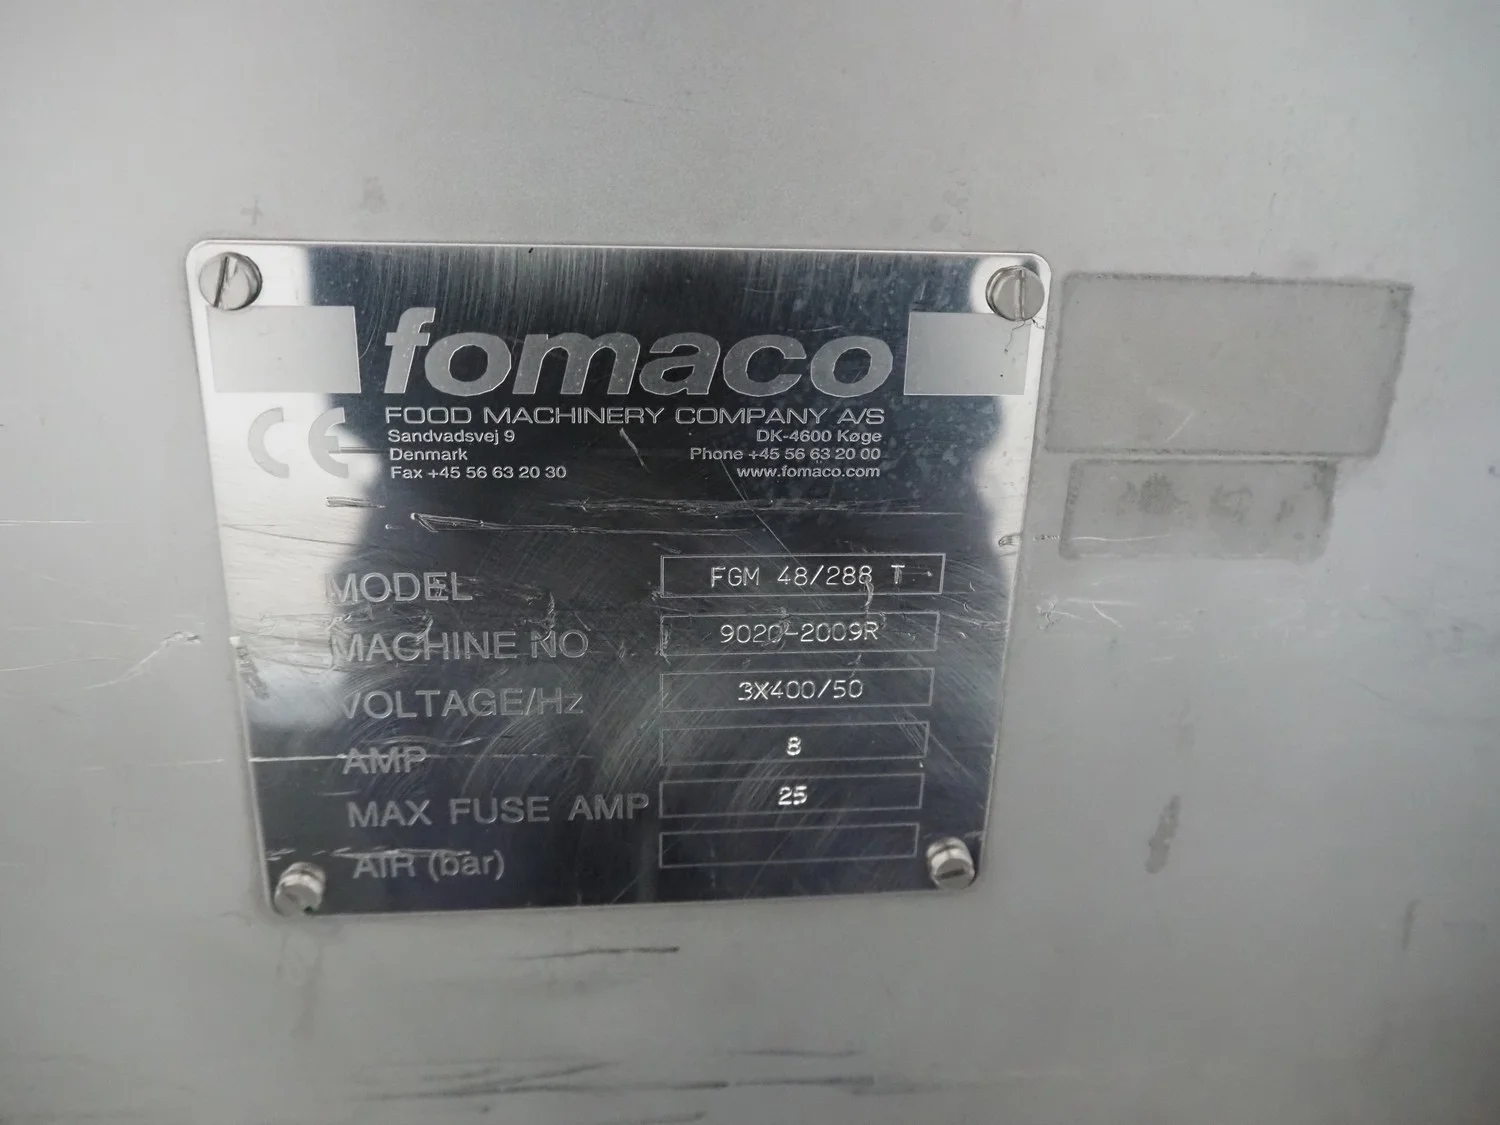 fomaco
FOOD MACHINERY COMPANY A/S
Sandvadsvej 9 DK-4600 Køge
Denmark Phone +45 56 63 20 00
Fax +45 56 63 20 30 www.fomaco.com
CE
MODEL FGM 48/288 T
MACHINE NO 9020-2009R
VOLTAGE/Hz 3X400/50
AMP 8
MAX FUSE AMP 25
AIR (bar)